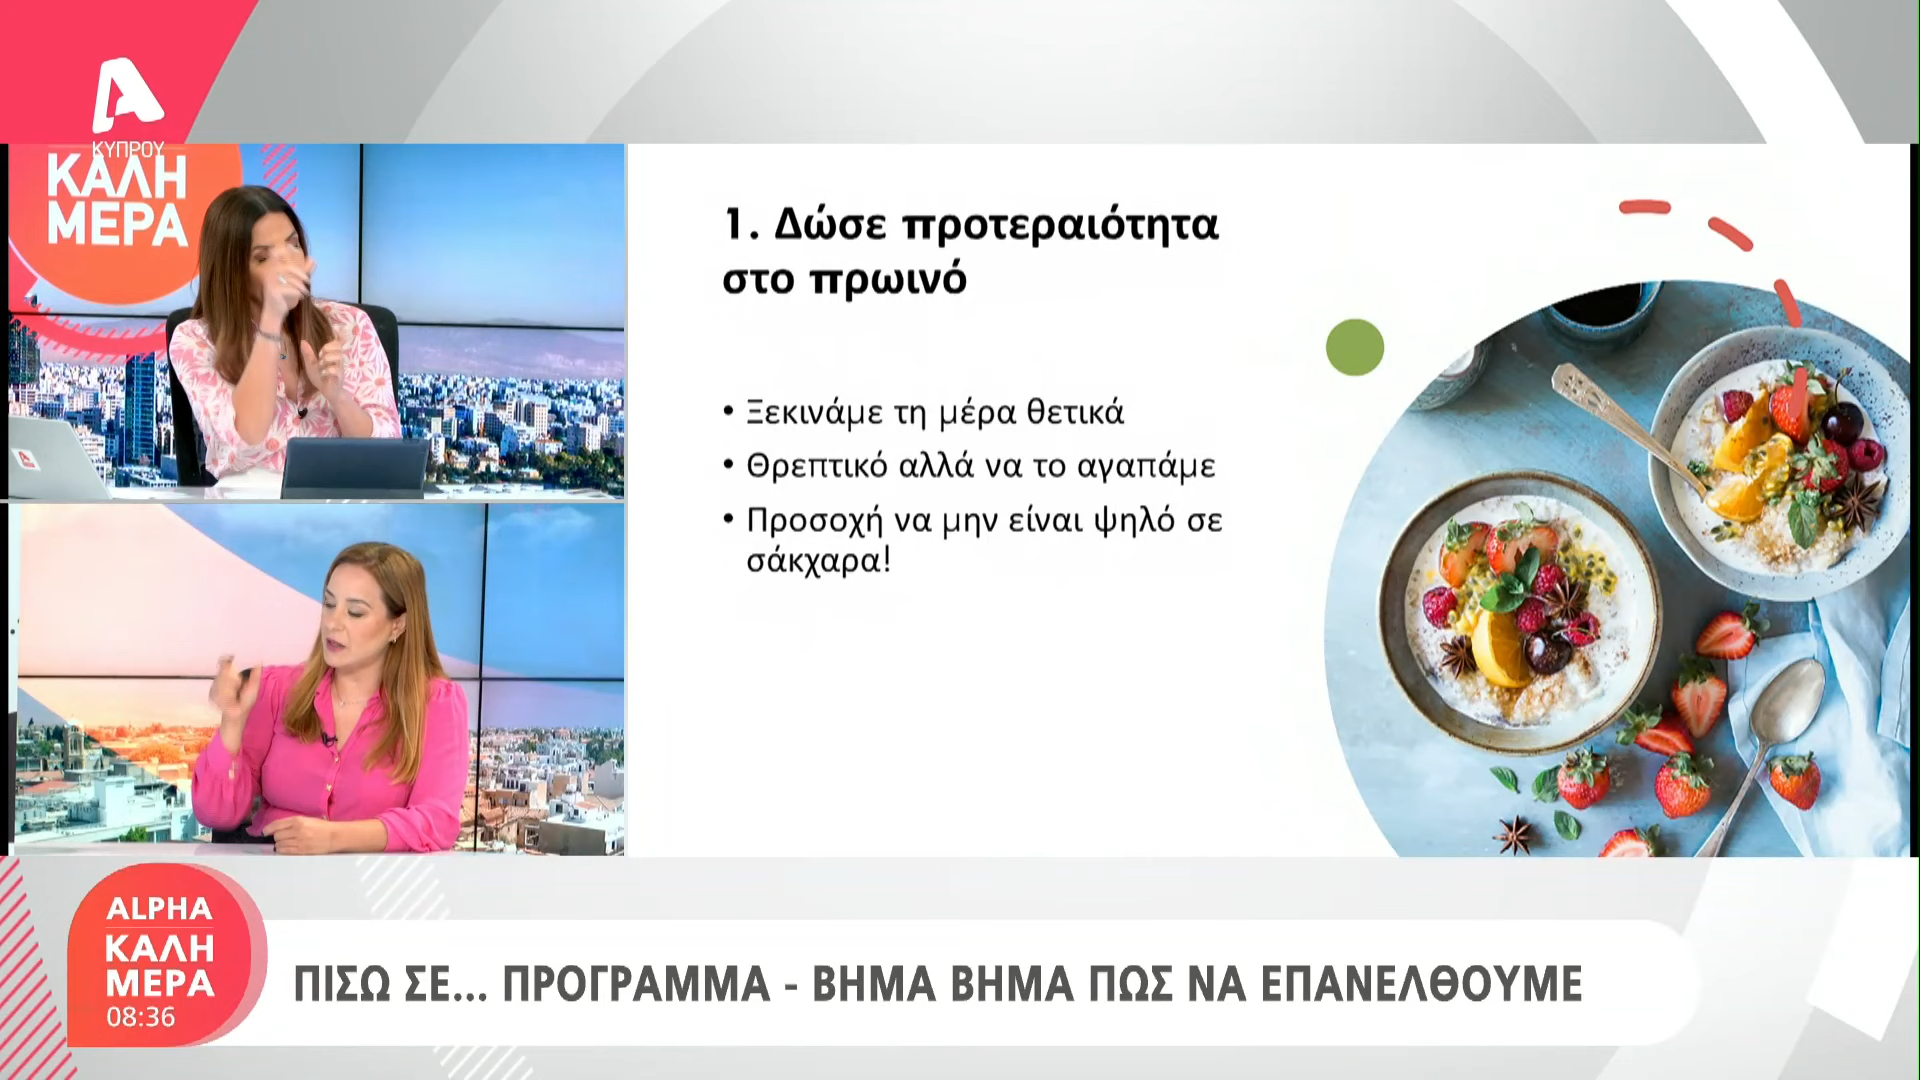 ΚΥΠΡΟΥ
ΚΑΛΗ
ΜΕΡΑ
1. Δώσε προτεραιότητα
στο πρωινό
• Ξεκινάμε τη μέρα θετικά
• Θρεπτικό αλλά να το αγαπάμε
• Προσοχή να μην είναι ψηλό σε
σάκχαρα!
ALPHA
ΚΑΛΗ
ΜΕΡΑ
08:36
ΠΙΣΩ ΣΕ... ΠΡΟΓΡΑΜΜΑ - ΒΗΜΑ ΒΗΜΑ ΠΩΣ ΝΑ ΕΠΑΝΕΛΘΟΥΜΕ